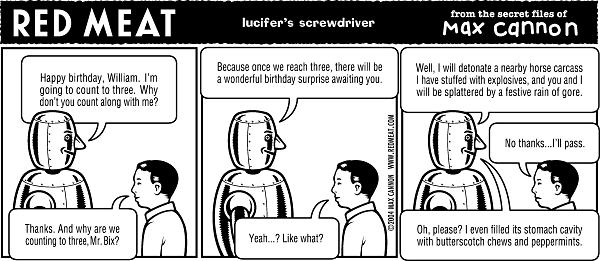 RED MEAT
lucifer's screwdriver
from the secret files of
max cannon
Happy birthday, William. I'm
going to count to three. Why
don't you count along with me?
Thanks. And why are we
counting to three, Mr. Bix?
Because once we reach three, there will be
a wonderful birthday surprise awaiting you.
Yeah...? Like what?
©2004 MAX CANNON WWW.REDMEAT.COM
Well, I will detonate a nearby horse carcass
I have stuffed with explosives, and you and I
will be splattered by a festive rain of gore.
No thanks...I'll pass.
Oh, please? I even filled its stomach cavity
with butterscotch chews and peppermints.